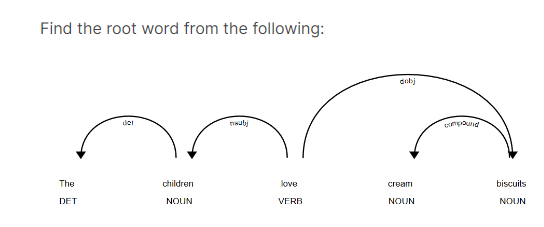 Find the root word from the following:
dobj
det nsubj compound
The children love cream biscuits
DET NOUN VERB NOUN NOUN